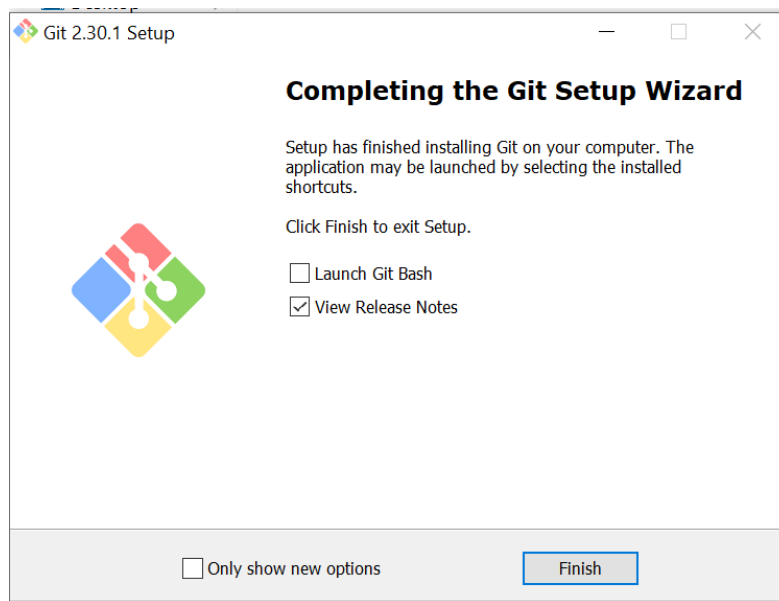 Git 2.30.1 Setup
Completing the Git Setup Wizard
Setup has finished installing Git on your computer. The
application may be launched by selecting the installed
shortcuts.
Click Finish to exit Setup.
Launch Git Bash
View Release Notes
Only show new options
Finish